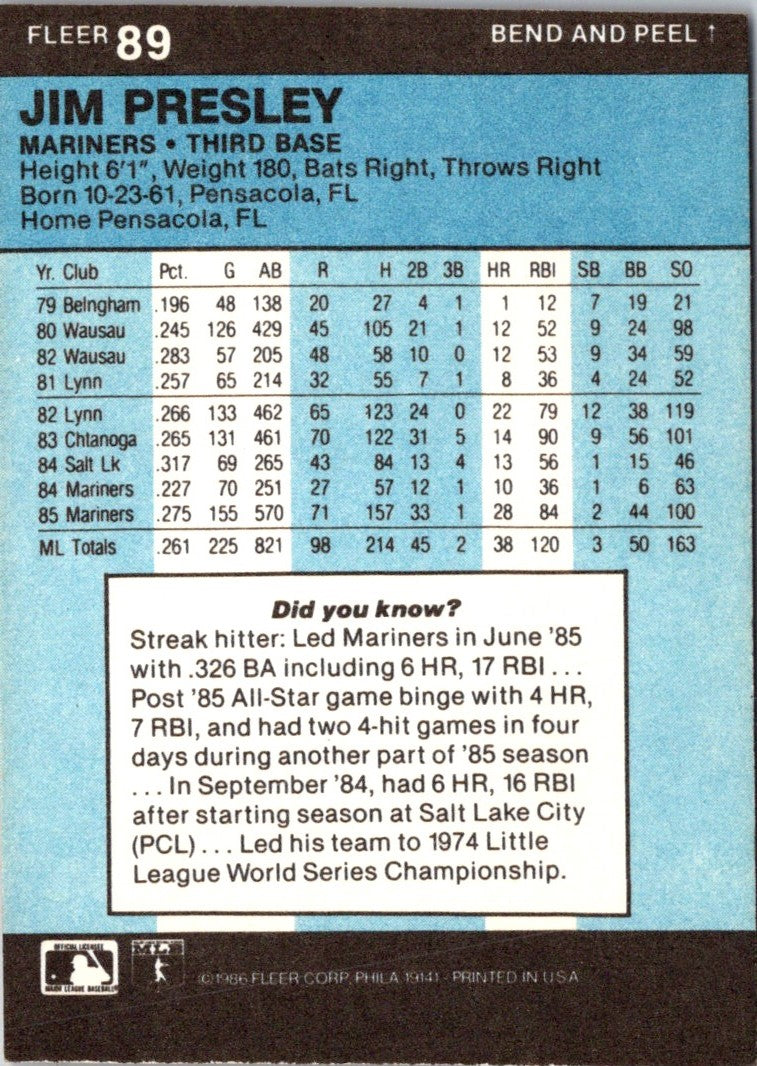 FLEER 89 BEND AND PEEL ↑
JIM PRESLEY
MARINERS • THIRD BASE
Height 6'1", Weight 180, Bats Right, Throws Right
Born 10-23-61, Pensacola, FL
Home Pensacola, FL
Yr. Club Pct. G AB R H 2B 3B HR RBI SB BB SO
79 Belngham .196 48 138 20 27 4 1 1 12 7 19 21
80 Wausau .245 126 429 45 105 21 1 12 52 9 24 98
82 Wausau .283 57 205 48 58 10 0 12 53 9 34 59
81 Lynn .257 65 214 32 55 7 1 8 36 4 24 52
82 Lynn .266 133 462 65 123 24 0 22 79 12 38 119
83 Chtanoga .265 131 461 70 122 31 5 14 90 9 56 101
84 Salt Lk .317 69 265 43 84 13 4 13 56 1 15 46
84 Mariners .227 70 251 27 57 12 1 10 36 1 6 63
85 Mariners .275 155 570 71 157 33 1 28 84 2 44 100
ML Totals .261 225 821 98 214 45 2 38 120 3 50 163
Did you know?
Streak hitter: Led Mariners in June '85
with .326 BA including 6 HR, 17 RBI ...
Post '85 All-Star game binge with 4 HR,
7 RBI, and had two 4-hit games in four
days during another part of '85 season
... In September '84, had 6 HR, 16 RBI
after starting season at Salt Lake City
(PCL) ... Led his team to 1974 Little
League World Series Championship.
OFFICIAL LICENSEE
MAJOR LEAGUE BASEBALL
©1986 FLEER CORP, PHILA 19141 - PRINTED IN U.S.A